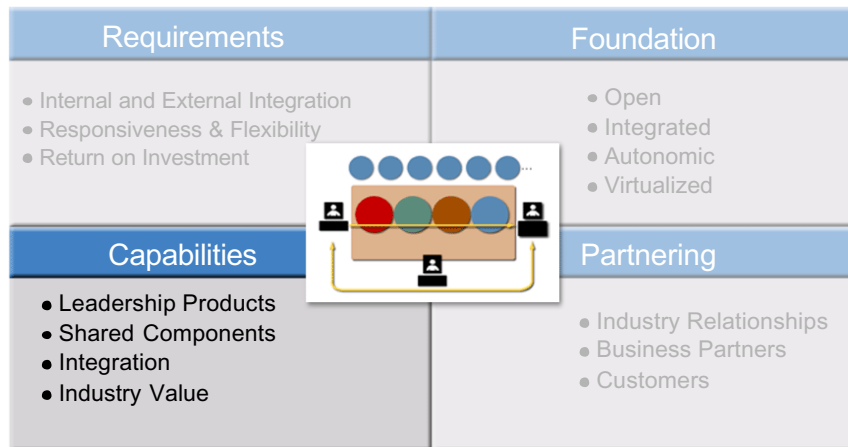 Requirements
• Internal and External Integration
• Responsiveness & Flexibility
• Return on Investment
Foundation
• Open
• Integrated
• Autonomic
• Virtualized
...
Capabilities
• Leadership Products
• Shared Components
• Integration
• Industry Value
Partnering
• Industry Relationships
• Business Partners
• Customers